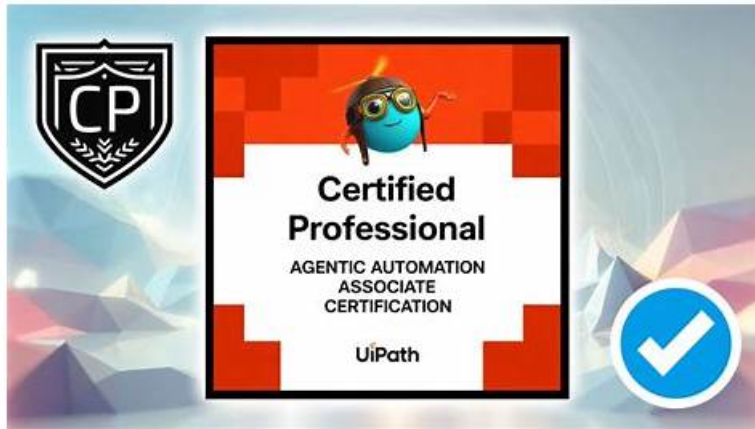 CP
Certified
Professional
AGENTIC AUTOMATION
ASSOCIATE
CERTIFICATION
UiPath